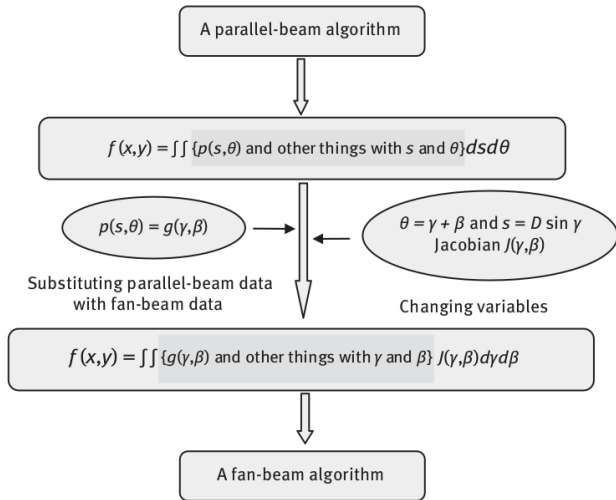 A parallel-beam algorithm
f(x,y) = ∫∫ {p(s,θ) and other things with s and θ}dsdθ
p(s,θ) = g(γ,β)
θ = γ + β and s = D sin γ
Jacobian J(γ,β)
Substituting parallel-beam data
with fan-beam data
Changing variables
f(x,y) = ∫∫ {g(γ,β) and other things with γ and β} J(γ,β)dγdβ
A fan-beam algorithm